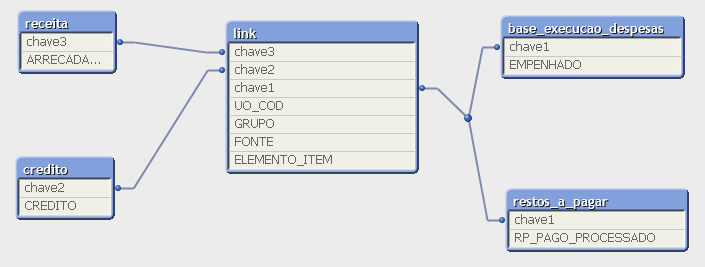 receita
chave3
ARRECADA...
link
chave3
chave2
chave1
UO_COD
GRUPO
FONTE
ELEMENTO_ITEM
base_execucao_despesas
chave1
EMPENHADO
credito
chave2
CREDITO
restos_a_pagar
chave1
RP_PAGO_PROCESSADO